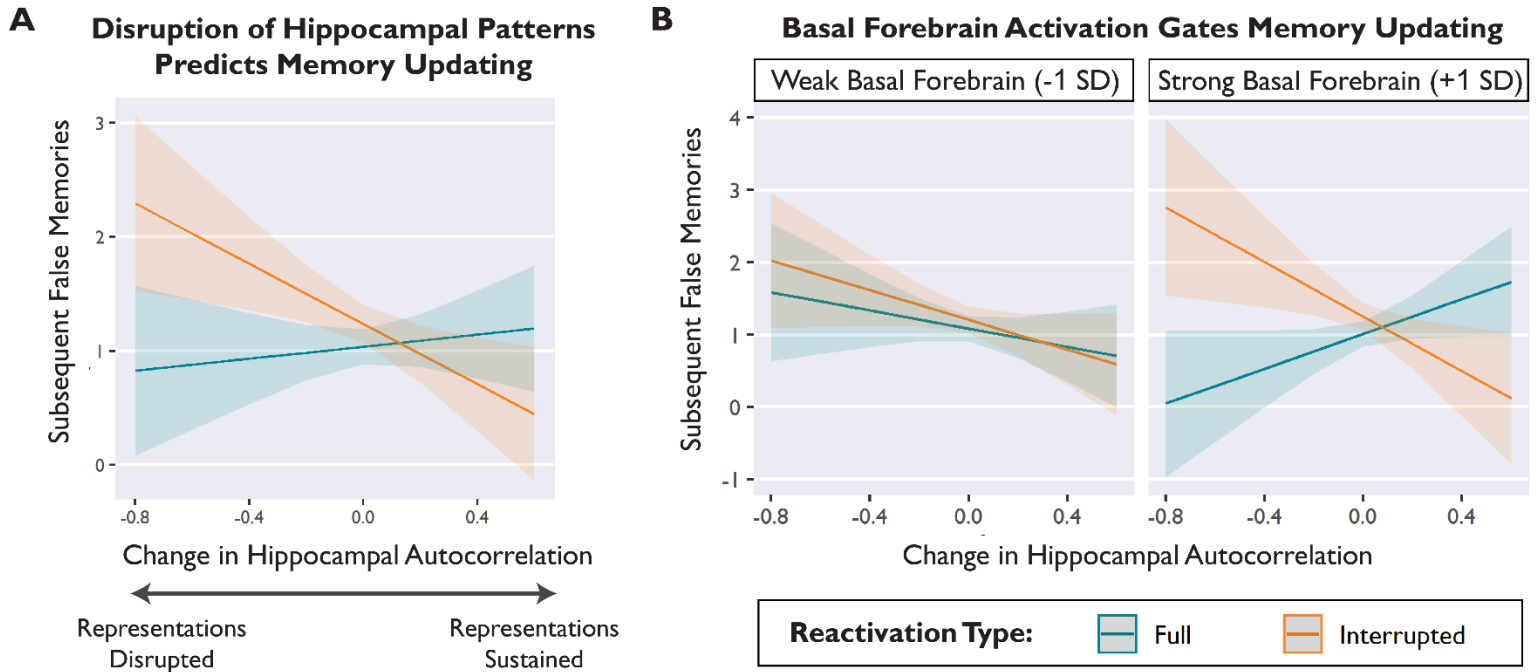 A
Disruption of Hippocampal Patterns
Predicts Memory Updating
Subsequent False Memories
3
2
1
0
-0.8 -0.4 0.0 0.4
Change in Hippocampal Autocorrelation
Representations
Disrupted
Representations
Sustained
B
Basal Forebrain Activation Gates Memory Updating
Weak Basal Forebrain (-1 SD)
Strong Basal Forebrain (+1 SD)
Subsequent False Memories
4
3
2
1
0
-1
-0.8 -0.4 0.0 0.4
-0.8 -0.4 0.0 0.4
Change in Hippocampal Autocorrelation
Reactivation Type: Full Interrupted